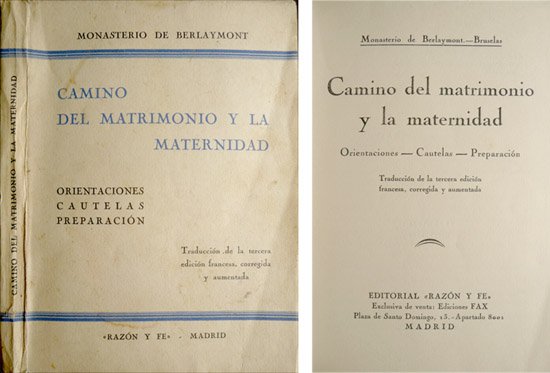 CAMINO DEL MATRIMONIO Y LA MATERNIDAD
MONASTERIO DE BERLAYMONT
CAMINO
DEL MATRIMONIO Y LA
MATERNIDAD
ORIENTACIONES
CAUTELAS
PREPARACIÓN
Traducción de la tercera
edición francesa, corregida
y aumentada
«RAZÓN Y FE» - MADRID
Monasterio de Berlaymont.—Bruselas
Camino del matrimonio
y la maternidad
Orientaciones — Cautelas — Preparación
Traducción de la tercera edición
francesa, corregida y aumentada
EDITORIAL «RAZÓN Y FE»
Exclusiva de venta: Ediciones FAX
Plaza de Santo Domingo, 13.-Apartado 8001
MADRID